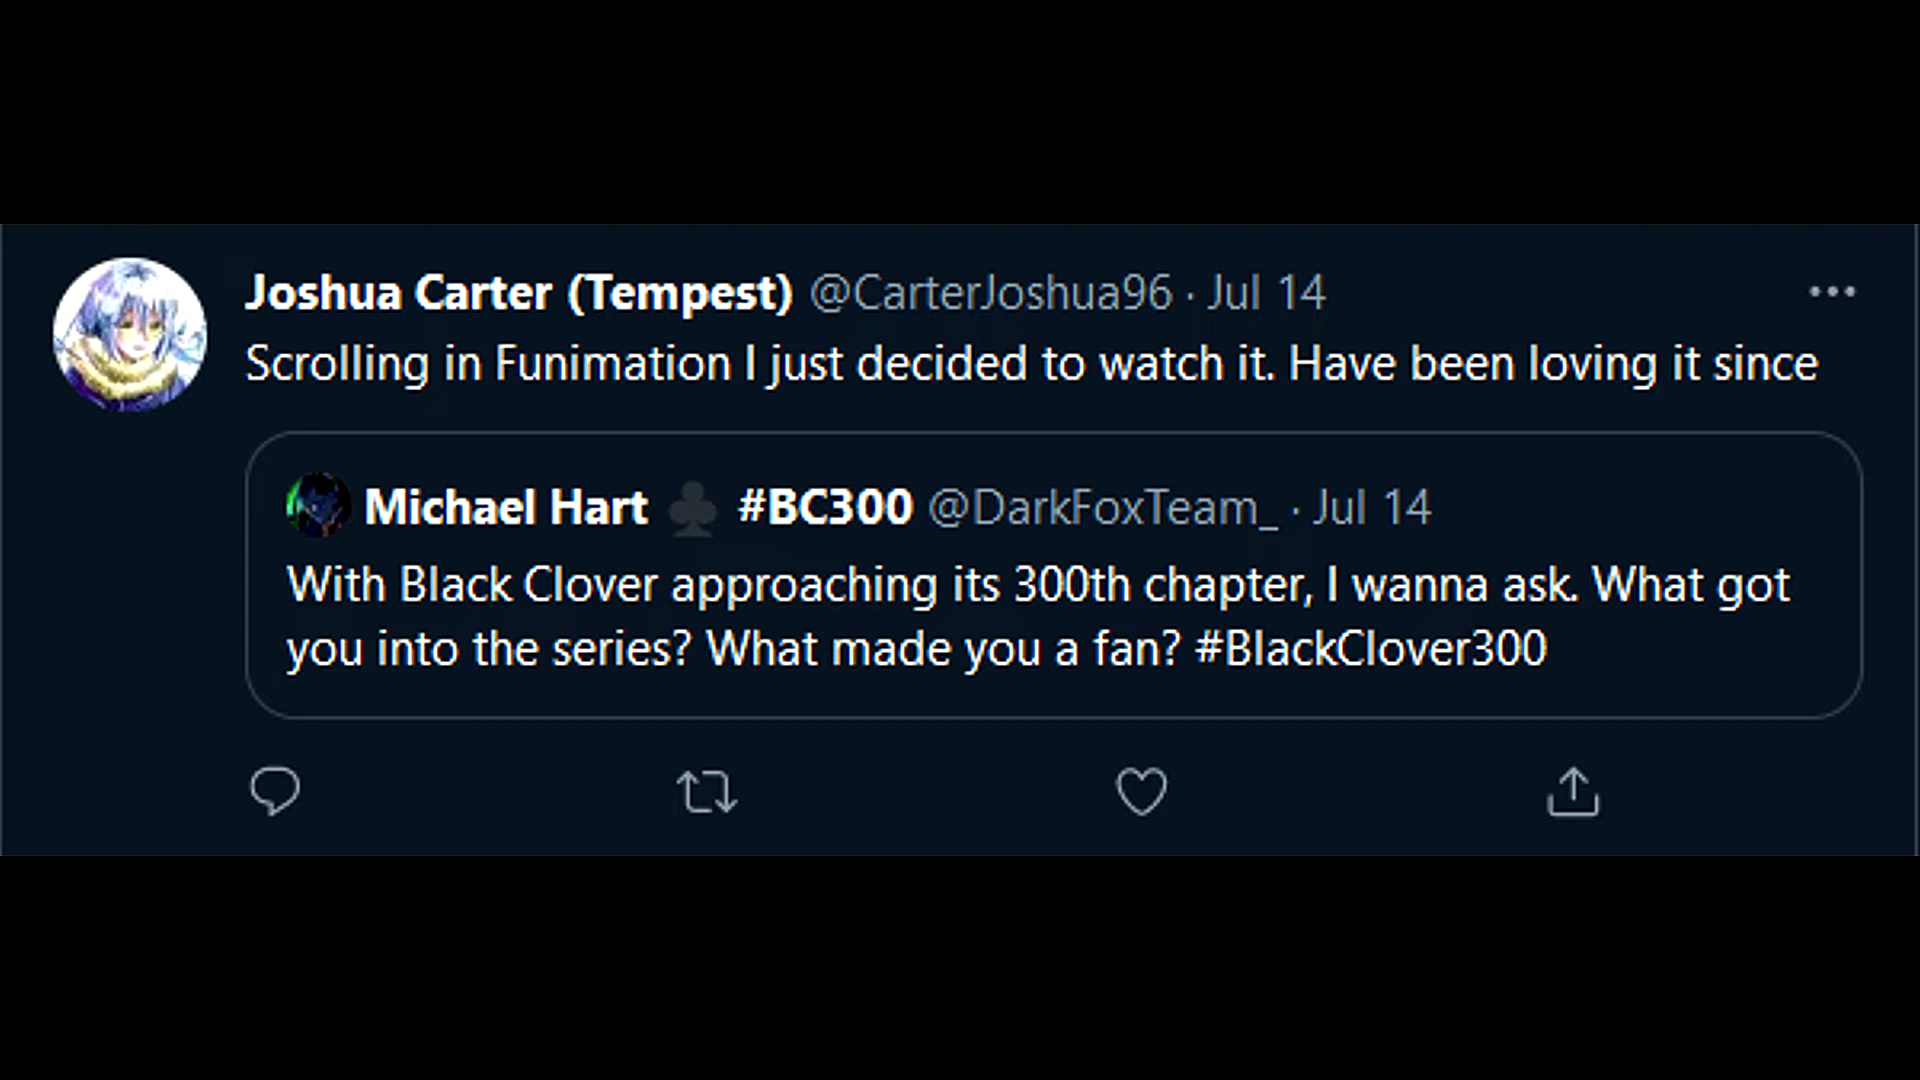 Joshua Carter (Tempest) @CarterJoshua96 · Jul 14
Scrolling in Funimation I just decided to watch it. Have been loving it since
Michael Hart ♣ #BC300 @DarkFoxTeam_ · Jul 14
With Black Clover approaching its 300th chapter, I wanna ask. What got
you into the series? What made you a fan? #BlackClover300